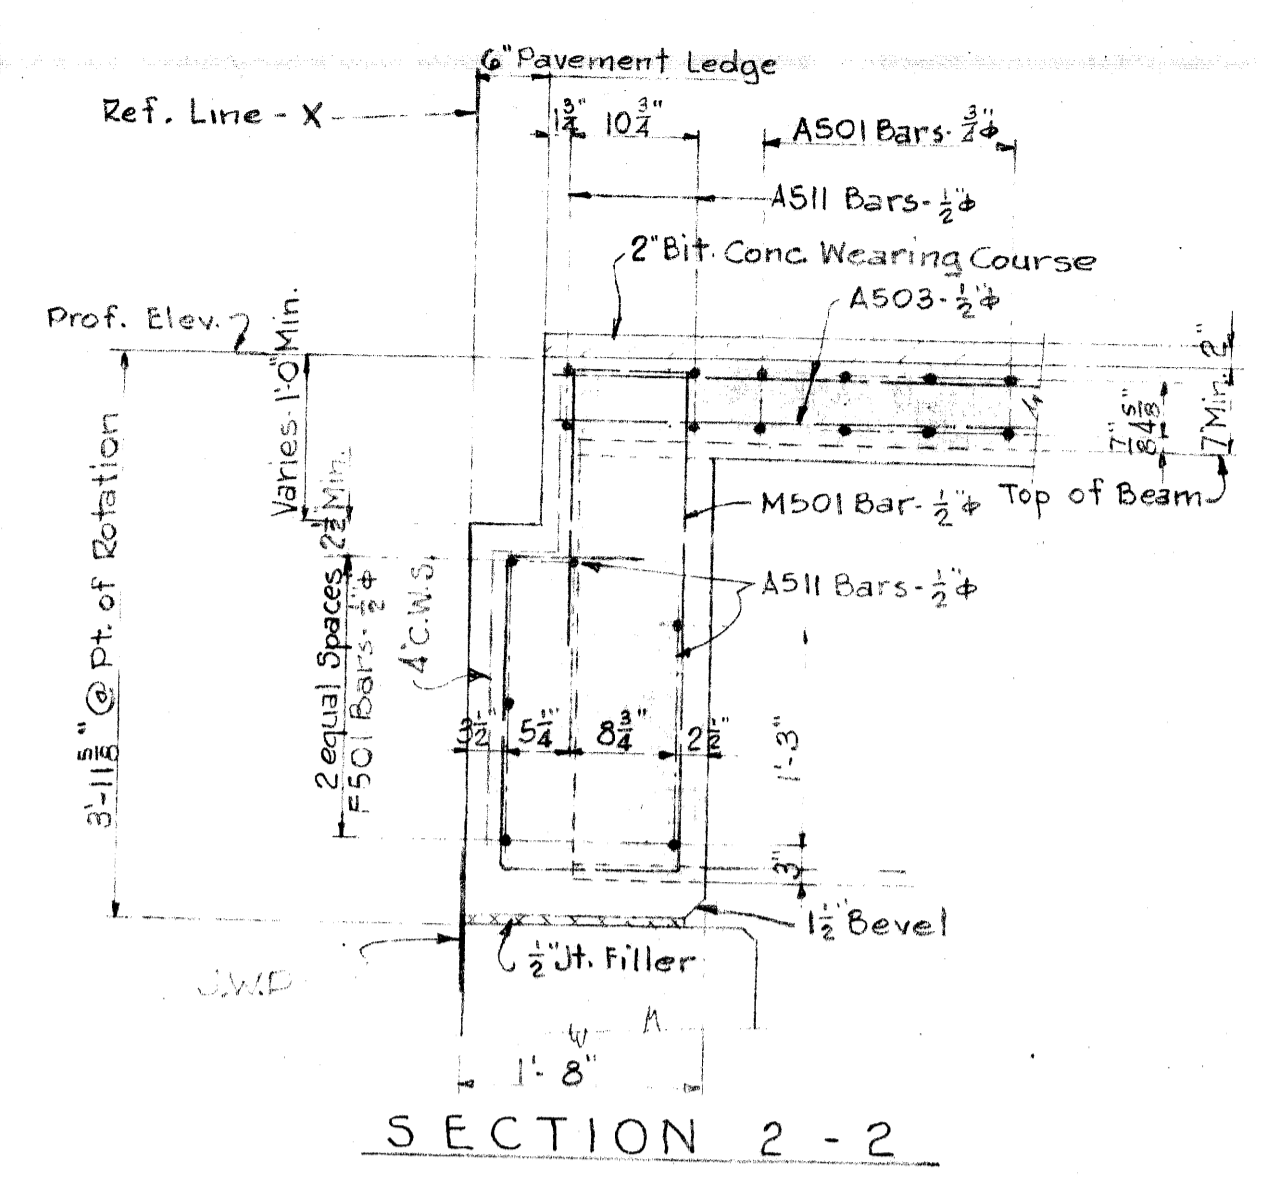 6" Pavement Ledge
Ref. Line - X
1 3/4" 10 3/4"
A501 Bars- 3/4" φ
A511 Bars- 1/2" φ
2" Bit. Conc. Wearing Course
A503- 1/2" φ
Prof. Elev.
Varies 1'-0" Min.
2"
7" Min.
4 5/8"
7/8"
Top of Beam
M501 Bar- 1/2" φ
2 1/2" Min.
A511 Bars- 1/2" φ
2 equal Spaces
F501 Bars- 1/2" φ
4" C.W.S.
3'-11 5/8" @ Pt. of Rotation
3 1/2" 5 1/4" 8 3/4" 2 1/2"
1'-3"
3"
1 1/2" Bevel
1/2" Jt. Filler
1'-8"
SECTION 2-2